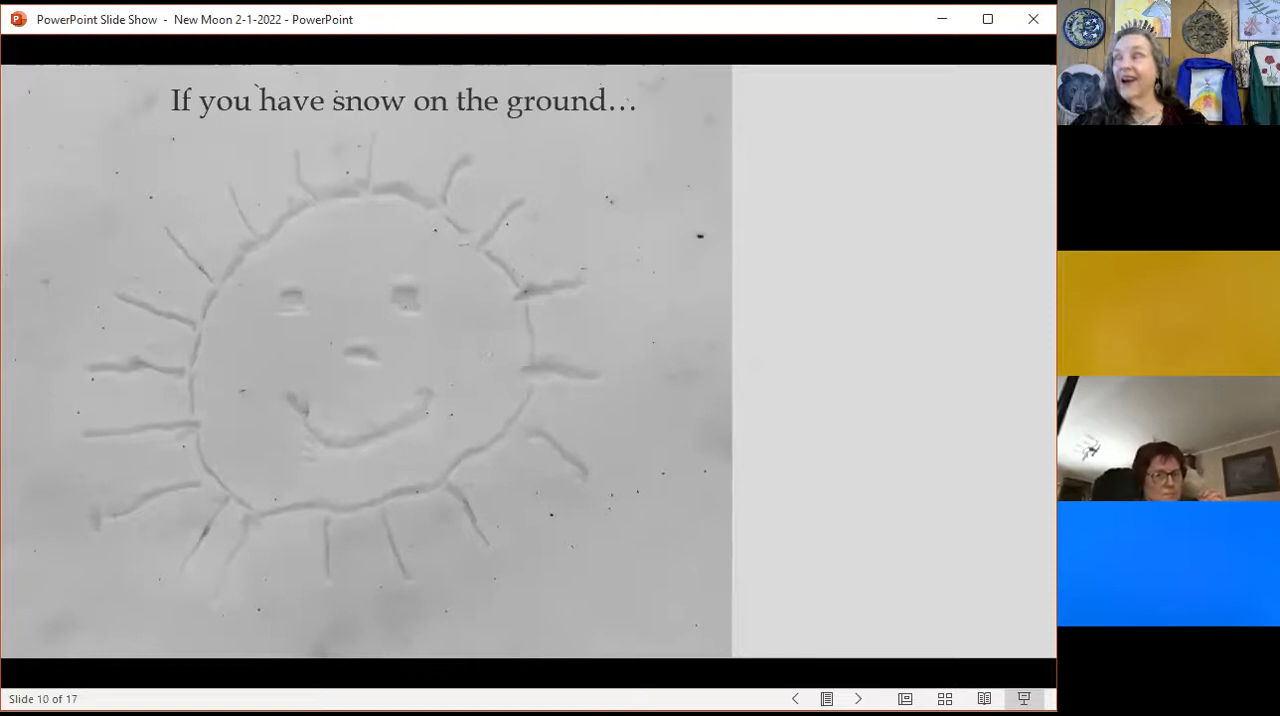 PowerPoint Slide Show - New Moon 2-1-2022 - PowerPoint
If you have snow on the ground...
Slide 10 of 17